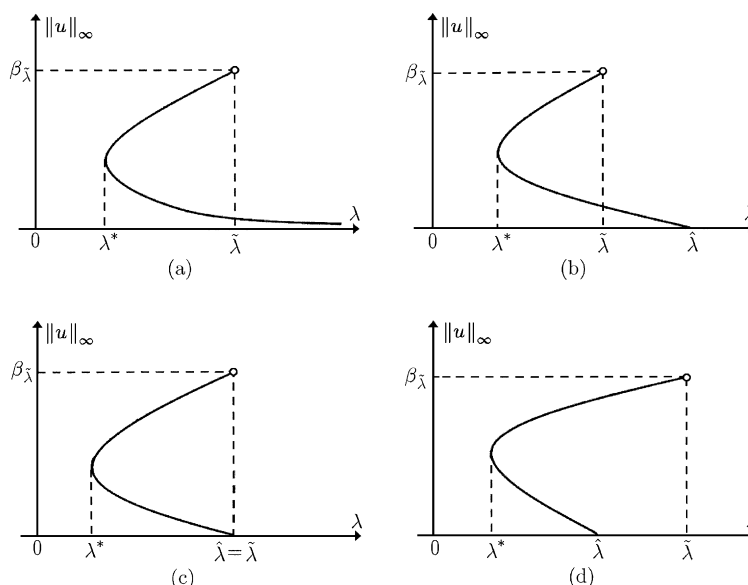 ‖u‖∞
β_λ̃
λ
0
λ*
λ̃
(a)
‖u‖∞
β_λ̃
0
λ*
λ̃
λ̂
(b)
‖u‖∞
β_λ̃
λ
0
λ*
λ̂ = λ̃
(c)
‖u‖∞
β_λ̃
0
λ*
λ̂
λ̃
(d)